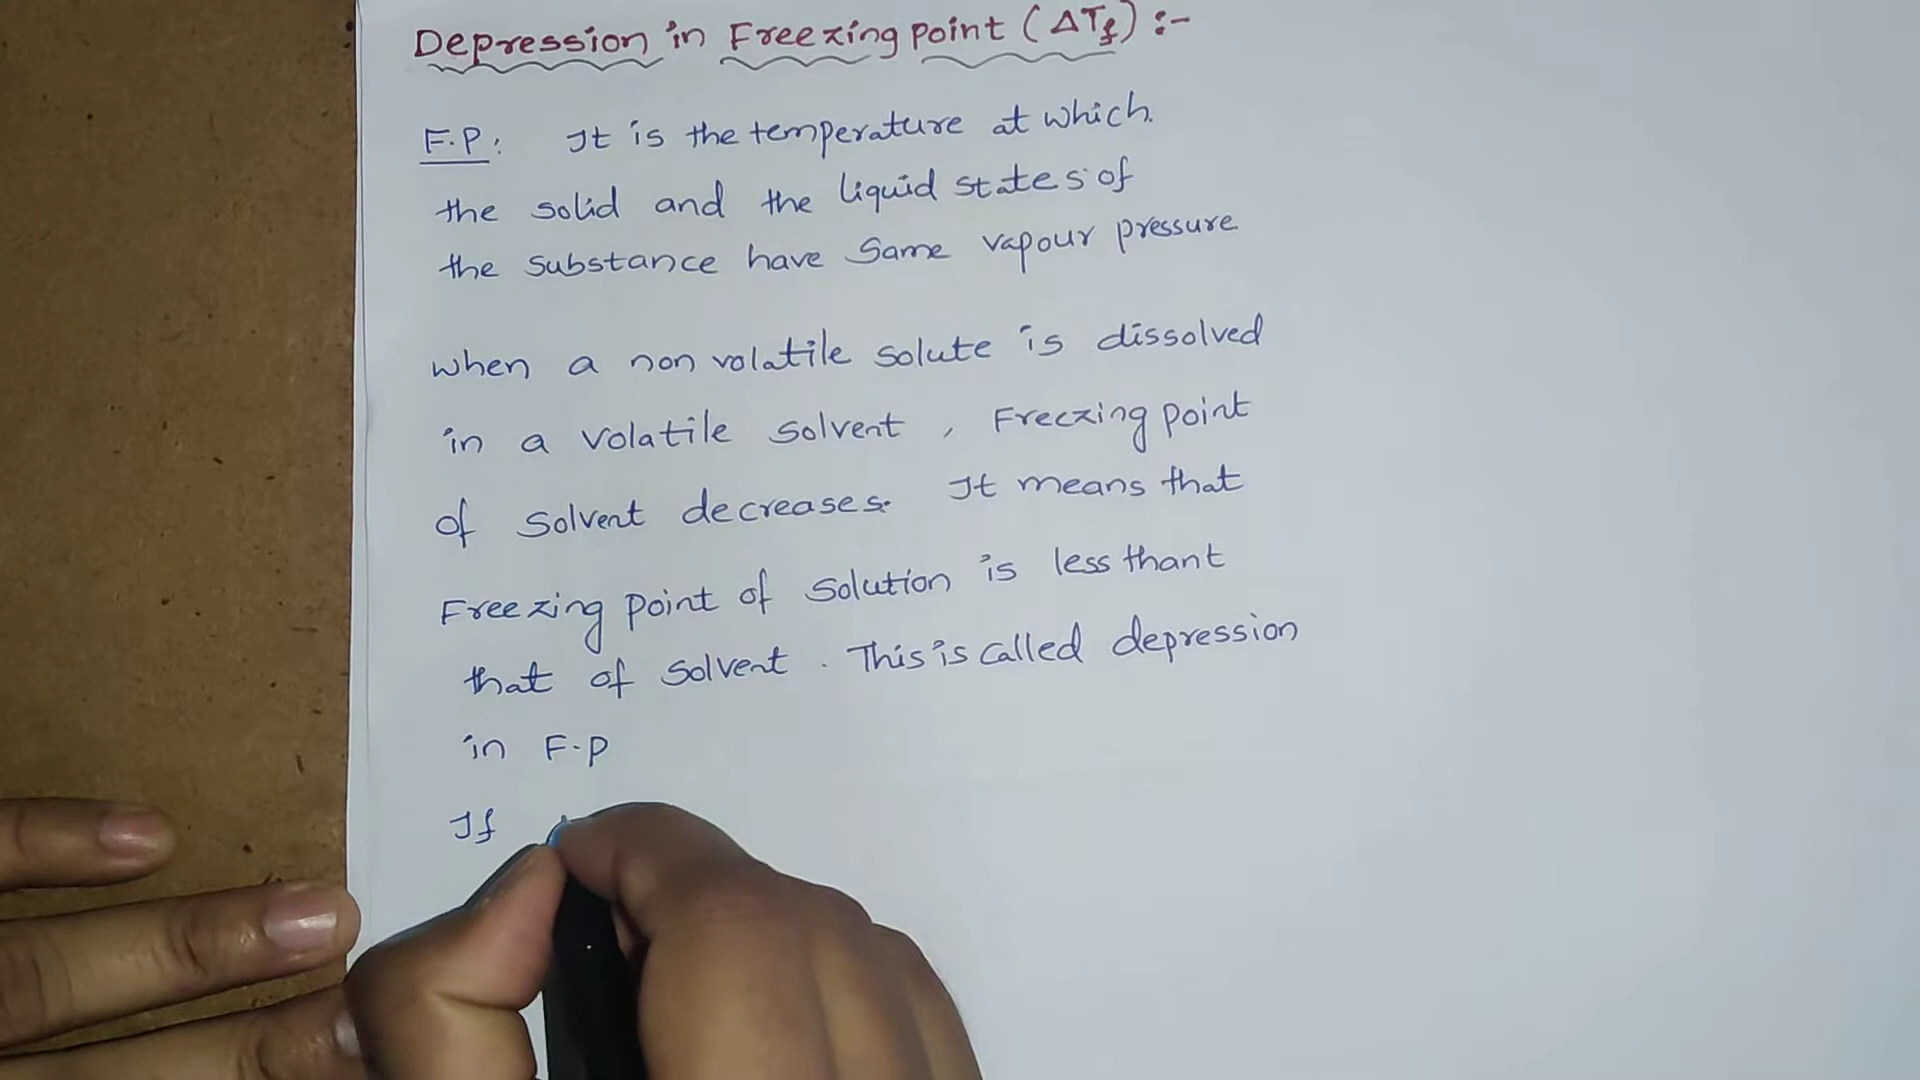 Depression in Freezing point (ΔTf) :-
F.P: It is the temperature at which
the solid and the liquid states of
the substance have same vapour pressure
when a non volatile solute is dissolved
in a volatile solvent, Freezing point
of solvent decreases. It means that
Freezing point of solution is less thant
that of solvent. This is called depression
in F.P
If